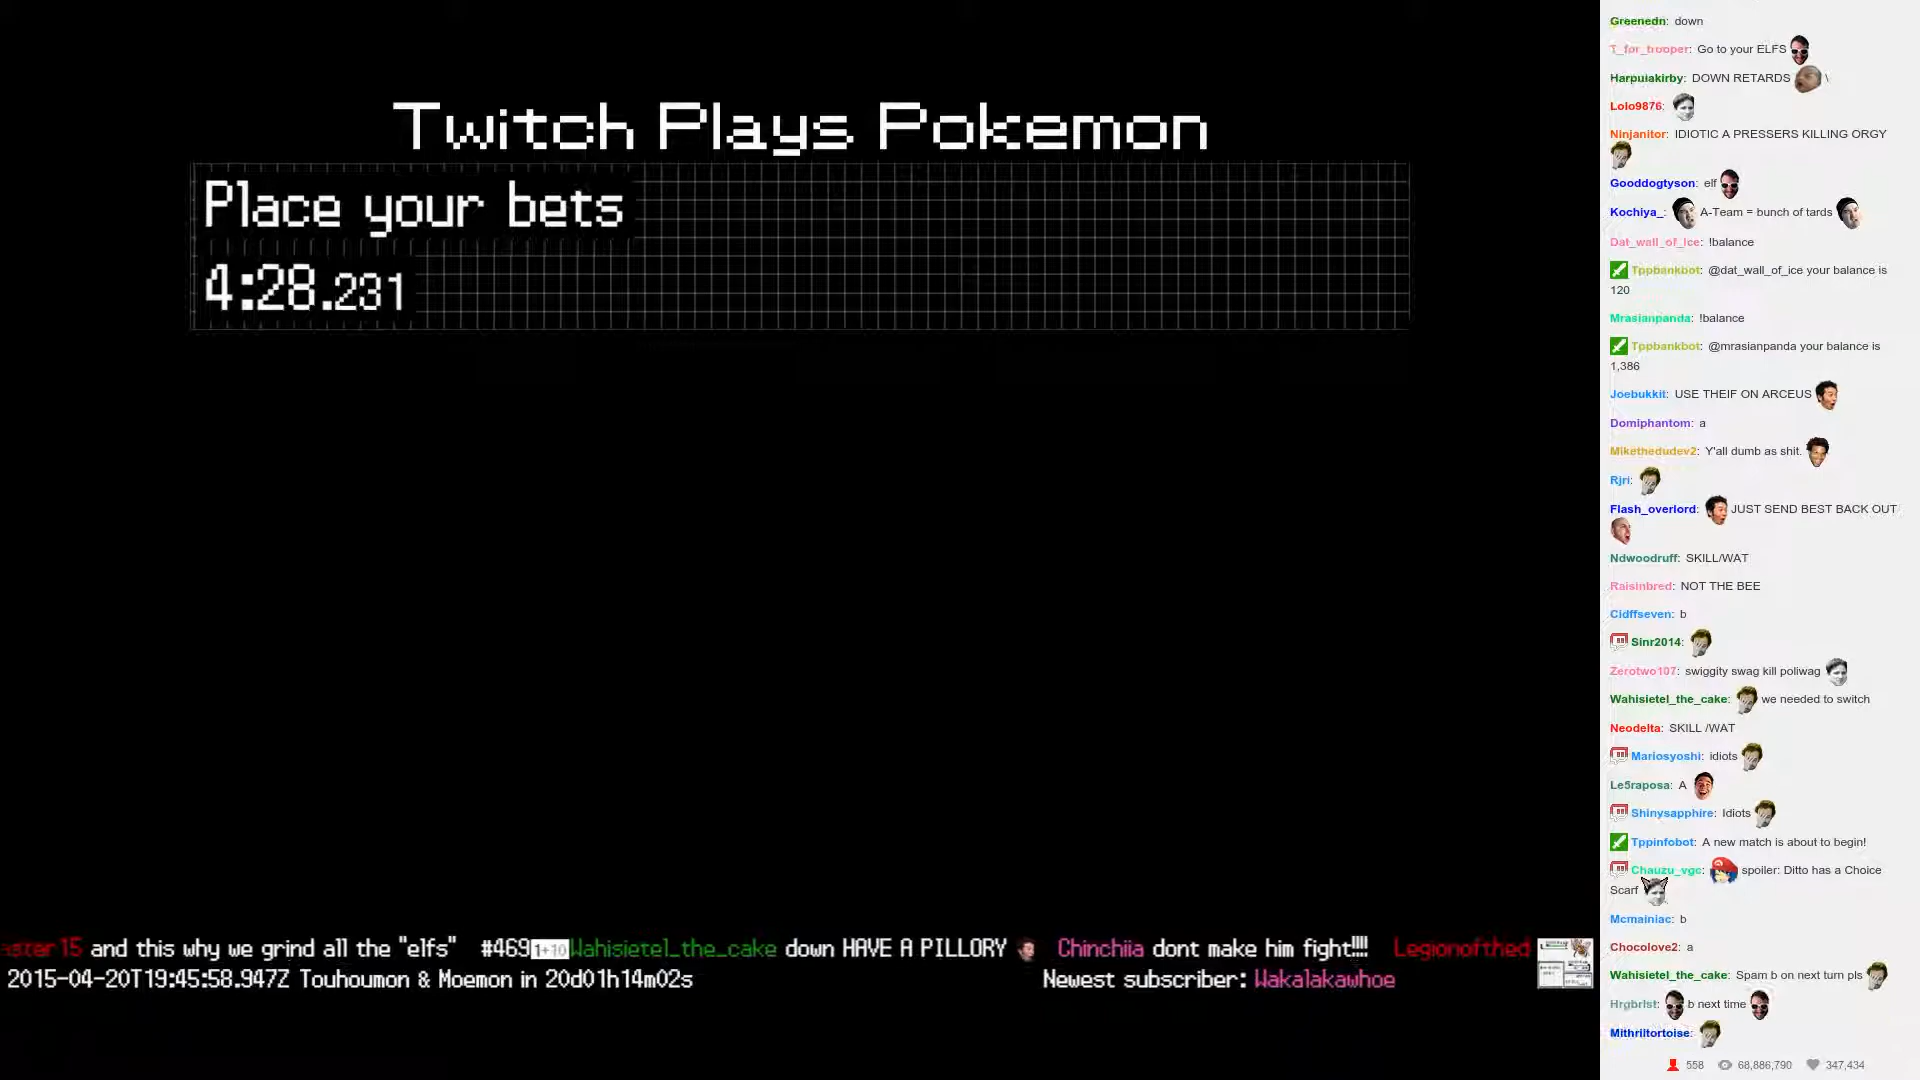 Twitch Plays Pokemon
Place your bets
4:28.231
aster15 and this why we grind all the "elfs" #469 1+10 Wahisietel_the_cake down HAVE A PILLORY Chinchiia dont make him fight!!!! Legionofthed
2015-04-20T19:45:58.947Z Touhoumon & Moemon in 20d01h14m02s Newest subscriber: Wakalakawhoe
Greenedn: down
T_for_trooper: Go to your ELFS
Harpuiakirby: DOWN RETARDS \
Lolo9876:
Ninjanitor: IDIOTIC A PRESSERS KILLING ORGY
Gooddogtyson: elf
Kochiya_: A-Team = bunch of tards
Dat_wall_of_ice: !balance
Tppbankbot: @dat_wall_of_ice your balance is
120
Mrasianpanda: !balance
Tppbankbot: @mrasianpanda your balance is
1,386
Joebukkit: USE THEIF ON ARCEUS
Domiphantom: a
Mikethedudev2: Y'all dumb as shit.
Rjrl:
Flash_overlord: JUST SEND BEST BACK OUT
Ndwoodruff: SKILL/WAT
Raisinbred: NOT THE BEE
Cidffseven: b
Sinr2014:
Zerotwo107: swiggity swag kill poliwag
Wahisietel_the_cake: we needed to switch
Neodelta: SKILL /WAT
Mariosyoshi: idiots
Le5raposa: A
Shinysapphire: Idiots
Tppinfobot: A new match is about to begin!
Chauzu_vgc: spoiler: Ditto has a Choice
Scarf
Mcmainiac: b
Chocolove2: a
Wahisietel_the_cake: Spam b on next turn pls
Hrgbrlst: b next time
Mithriltortoise:
558 68,886,790 347,434